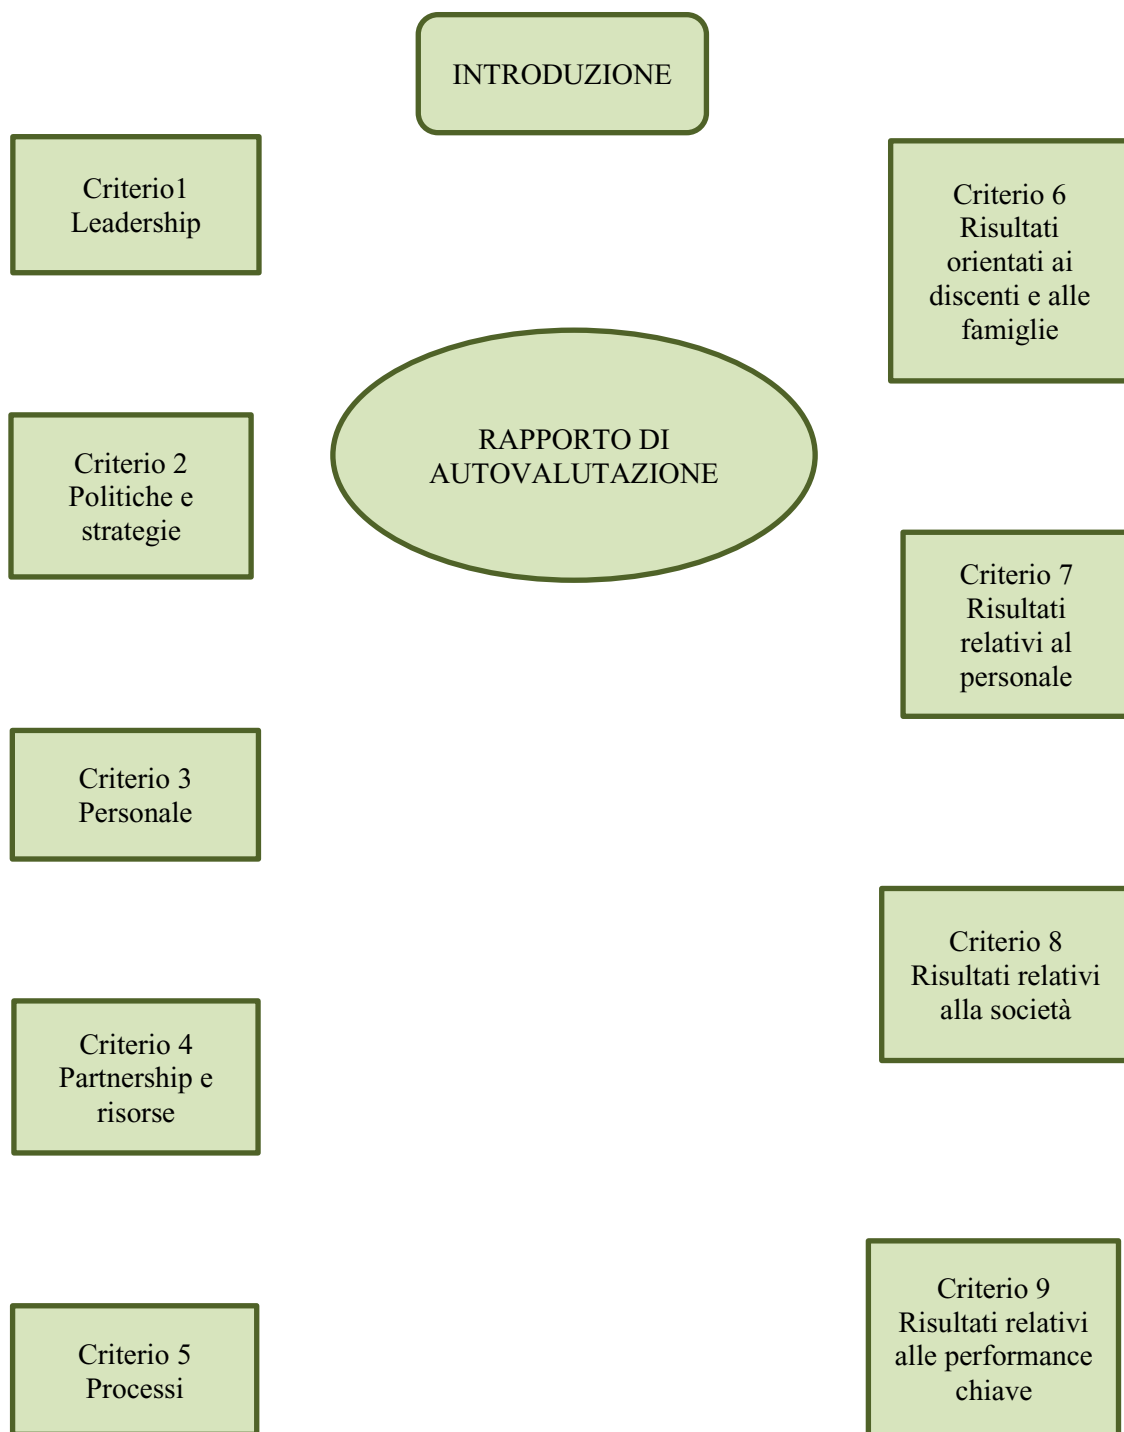 INTRODUZIONE
Criterio1
Leadership
Criterio 2
Politiche e
strategie
Criterio 3
Personale
Criterio 4
Partnership e
risorse
Criterio 5
Processi
RAPPORTO DI
AUTOVALUTAZIONE
Criterio 6
Risultati
orientati ai
discenti e alle
famiglie
Criterio 7
Risultati
relativi al
personale
Criterio 8
Risultati relativi
alla società
Criterio 9
Risultati relativi
alle performance
chiave